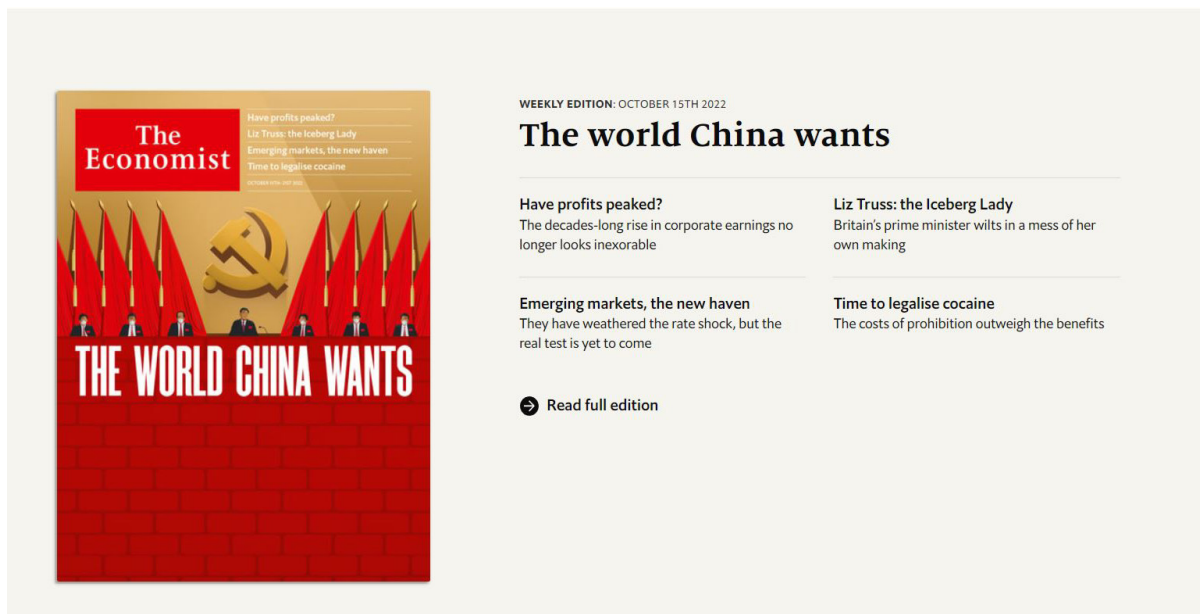 The
Economist
Have profits peaked?
Liz Truss: the Iceberg Lady
Emerging markets, the new haven
Time to legalise cocaine
OCTOBER 15TH–21ST 2022
THE WORLD CHINA WANTS
WEEKLY EDITION: OCTOBER 15TH 2022
The world China wants
Have profits peaked?
The decades-long rise in corporate earnings no
longer looks inexorable
Liz Truss: the Iceberg Lady
Britain’s prime minister wilts in a mess of her
own making
Emerging markets, the new haven
They have weathered the rate shock, but the
real test is yet to come
Time to legalise cocaine
The costs of prohibition outweigh the benefits
Read full edition